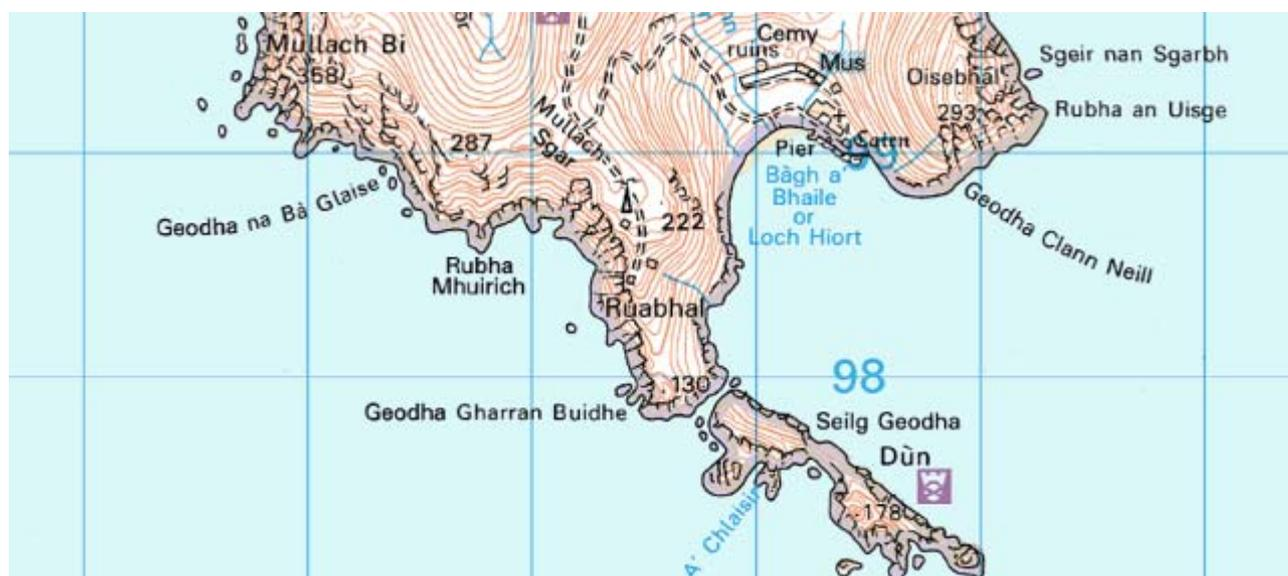 Mullach Bi
358
287
Mullach
Sgar
Cemy
ruins
Mus
Oisebhal
293
Sgeir nan Sgarbh
Rubha an Uisge
Pier
Cairn
99
Bàgh a'
Bhaile
or
Loch Hiort
Geodha Clann Neill
Geodha na Bà Glaise
222
Rubha
Mhuirich
Ruabhal
130
98
Geodha Gharran Buidhe
Seilg Geodha
Dùn
178
A' Chlaisir